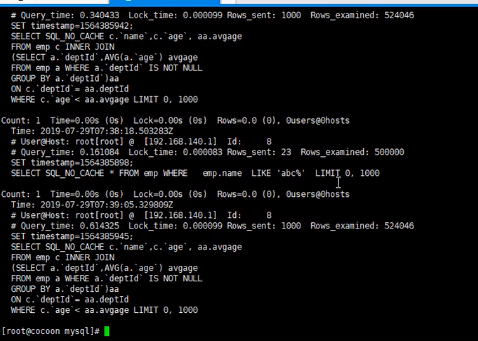 # Query_time: 0.340433  Lock_time: 0.000099 Rows_sent: 1000  Rows_examined: 524046
SET timestamp=1564385942;
SELECT SQL_NO_CACHE c.`name`,c.`age`, aa.avgage
FROM emp c INNER JOIN
(SELECT a.`deptId`,AVG(a.`age`) avgage
FROM emp a WHERE a.`deptId` IS NOT NULL
GROUP BY a.`deptId`)aa
ON c.`deptId`= aa.deptId
WHERE c.`age`< aa.avgage LIMIT 0, 1000
Count: 1  Time=0.00s (0s)  Lock=0.00s (0s)  Rows=0.0 (0), 0users@0hosts
Time: 2019-07-29T07:38:18.503283Z
# User@Host: root[root] @  [192.168.140.1]  Id:     8
# Query_time: 0.161084  Lock_time: 0.000083 Rows_sent: 23  Rows_examined: 500000
SET timestamp=1564385898;
SELECT SQL_NO_CACHE * FROM emp WHERE   emp.name  LIKE 'abc%'  LIMIT 0, 1000
Count: 1  Time=0.00s (0s)  Lock=0.00s (0s)  Rows=0.0 (0), 0users@0hosts
Time: 2019-07-29T07:39:05.329809Z
# User@Host: root[root] @  [192.168.140.1]  Id:     8
# Query_time: 0.614325  Lock_time: 0.000099 Rows_sent: 1000  Rows_examined: 524046
SET timestamp=1564385945;
SELECT SQL_NO_CACHE c.`name`,c.`age`, aa.avgage
FROM emp c INNER JOIN
(SELECT a.`deptId`,AVG(a.`age`) avgage
FROM emp a WHERE a.`deptId` IS NOT NULL
GROUP BY a.`deptId`)aa
ON c.`deptId`= aa.deptId
WHERE c.`age`< aa.avgage LIMIT 0, 1000
[root@cocoon mysql]#